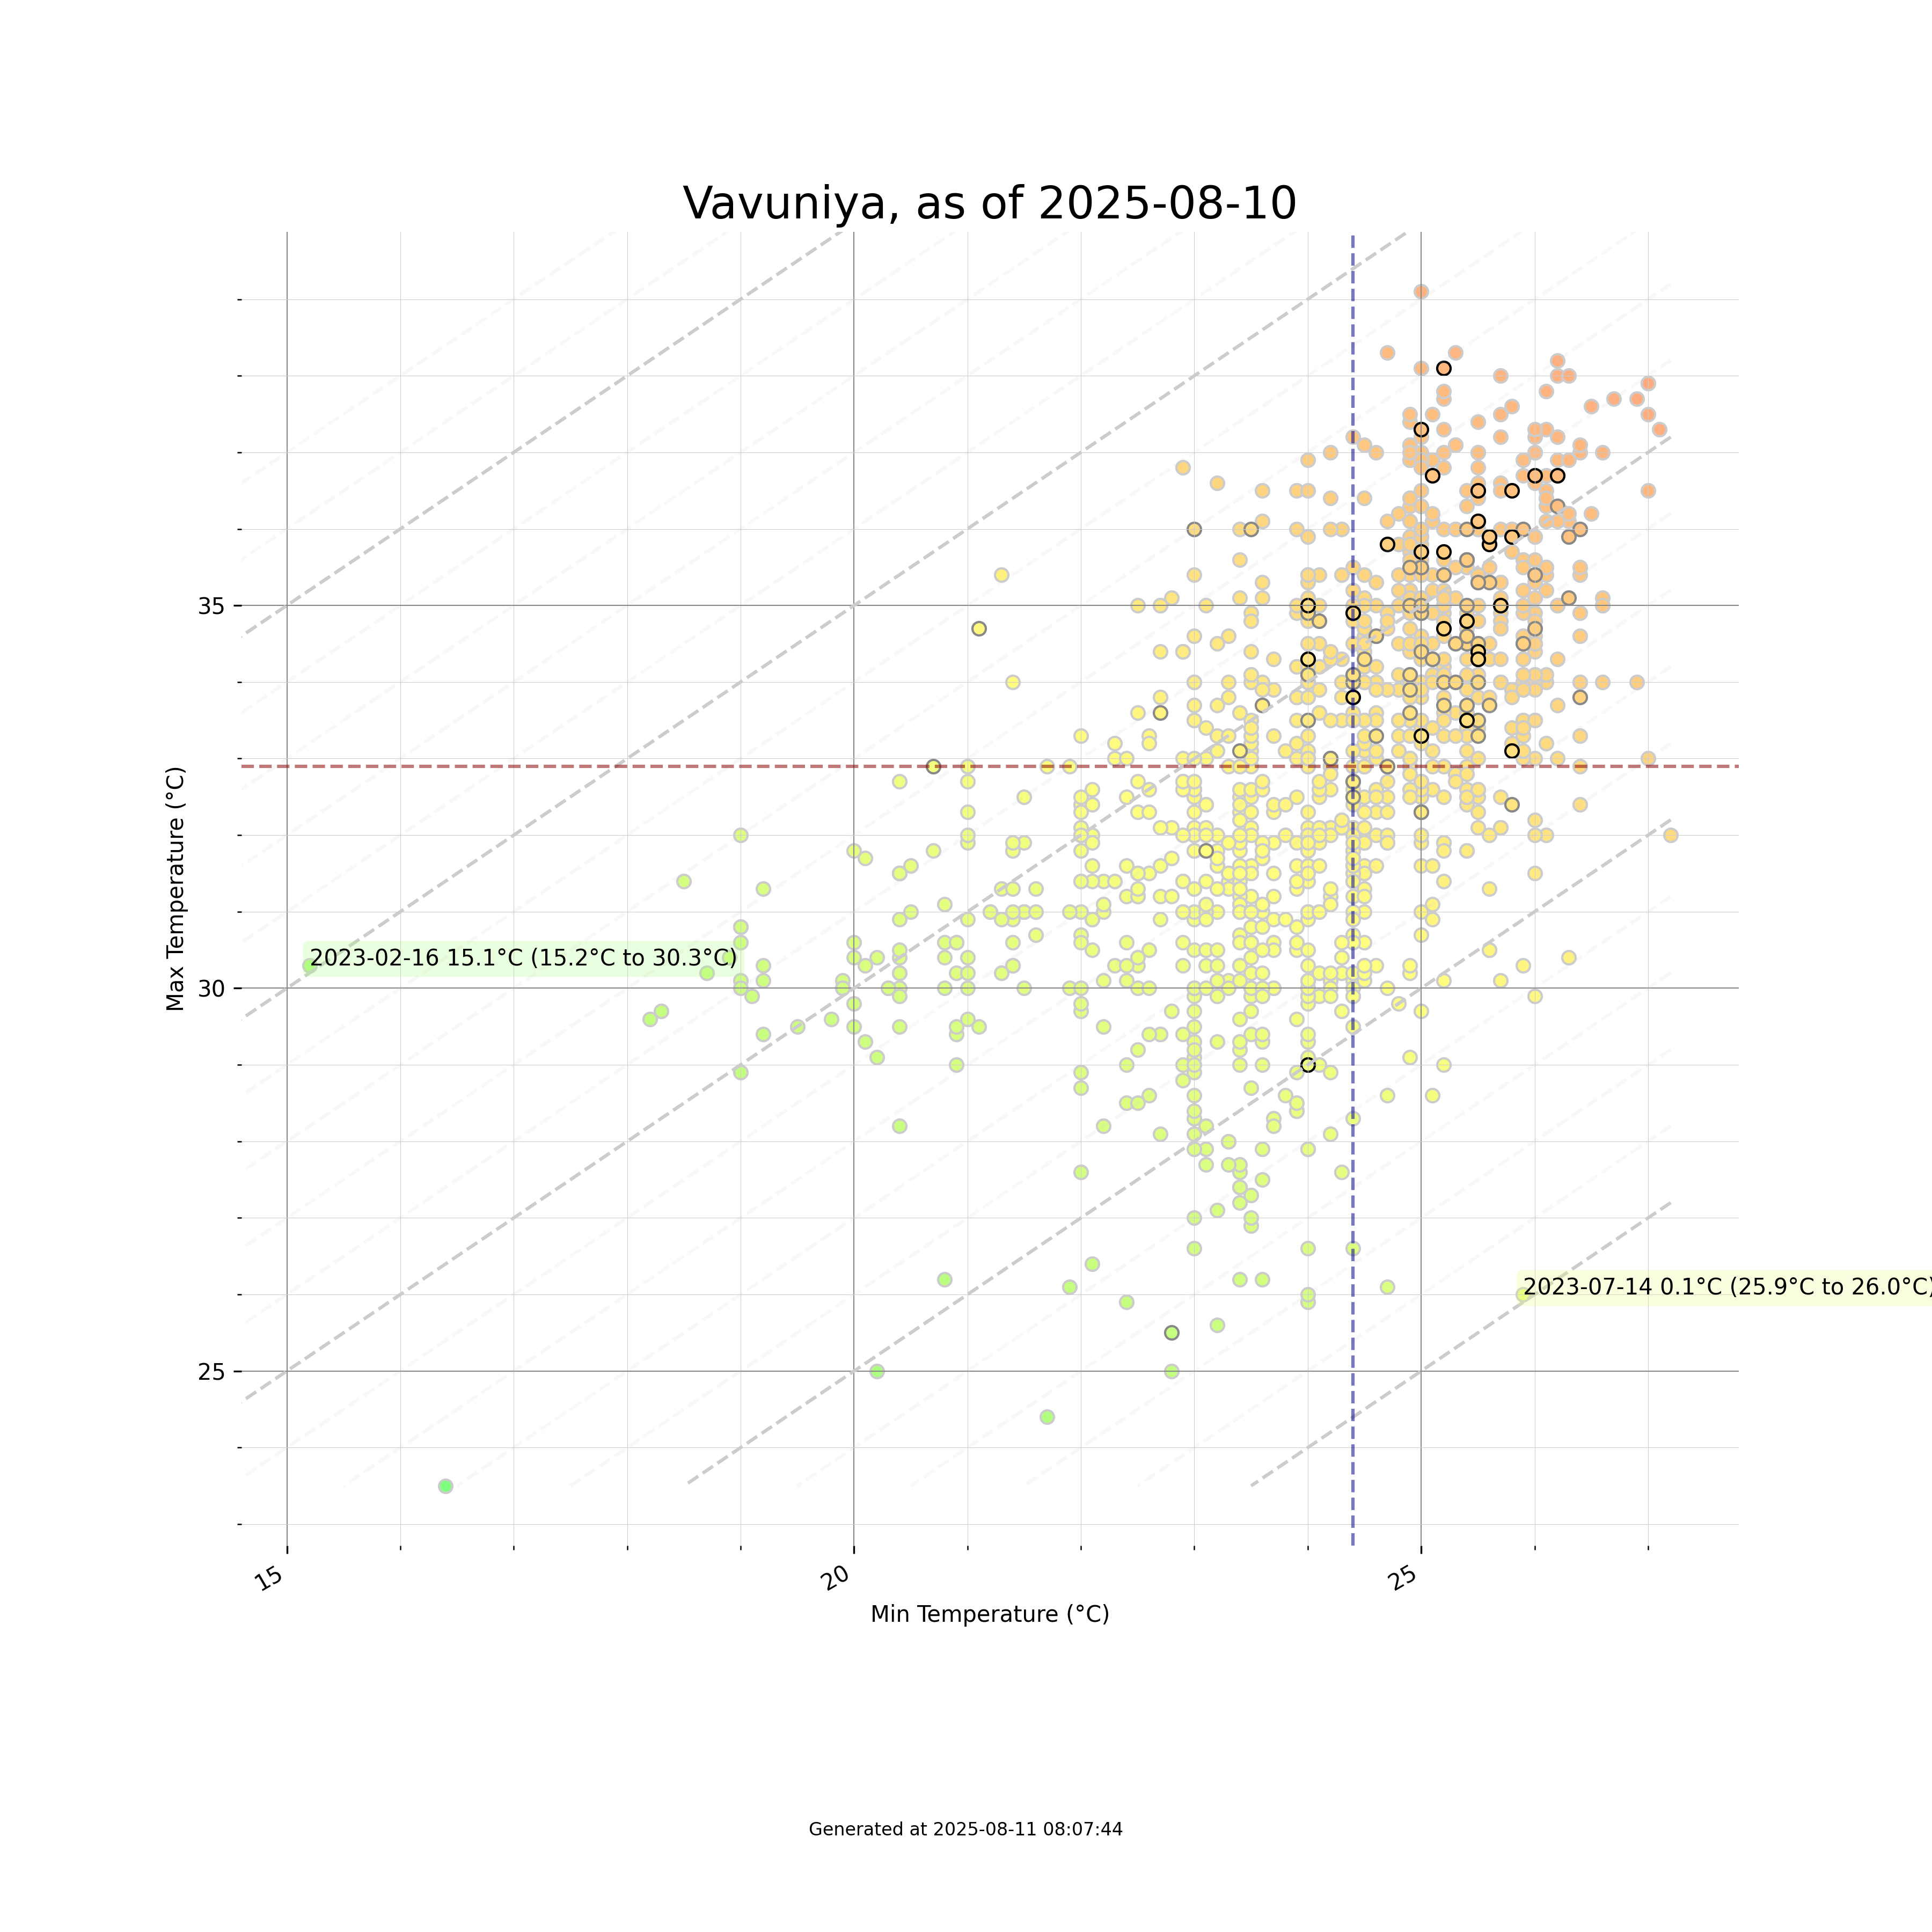 Vavuniya, as of 2025-08-10
Max Temperature (°C)
35
30
25
2023-02-16 15.1°C (15.2°C to 30.3°C)
2023-07-14 0.1°C (25.9°C to 26.0°C)
15
20
25
Min Temperature (°C)
Generated at 2025-08-11 08:07:44